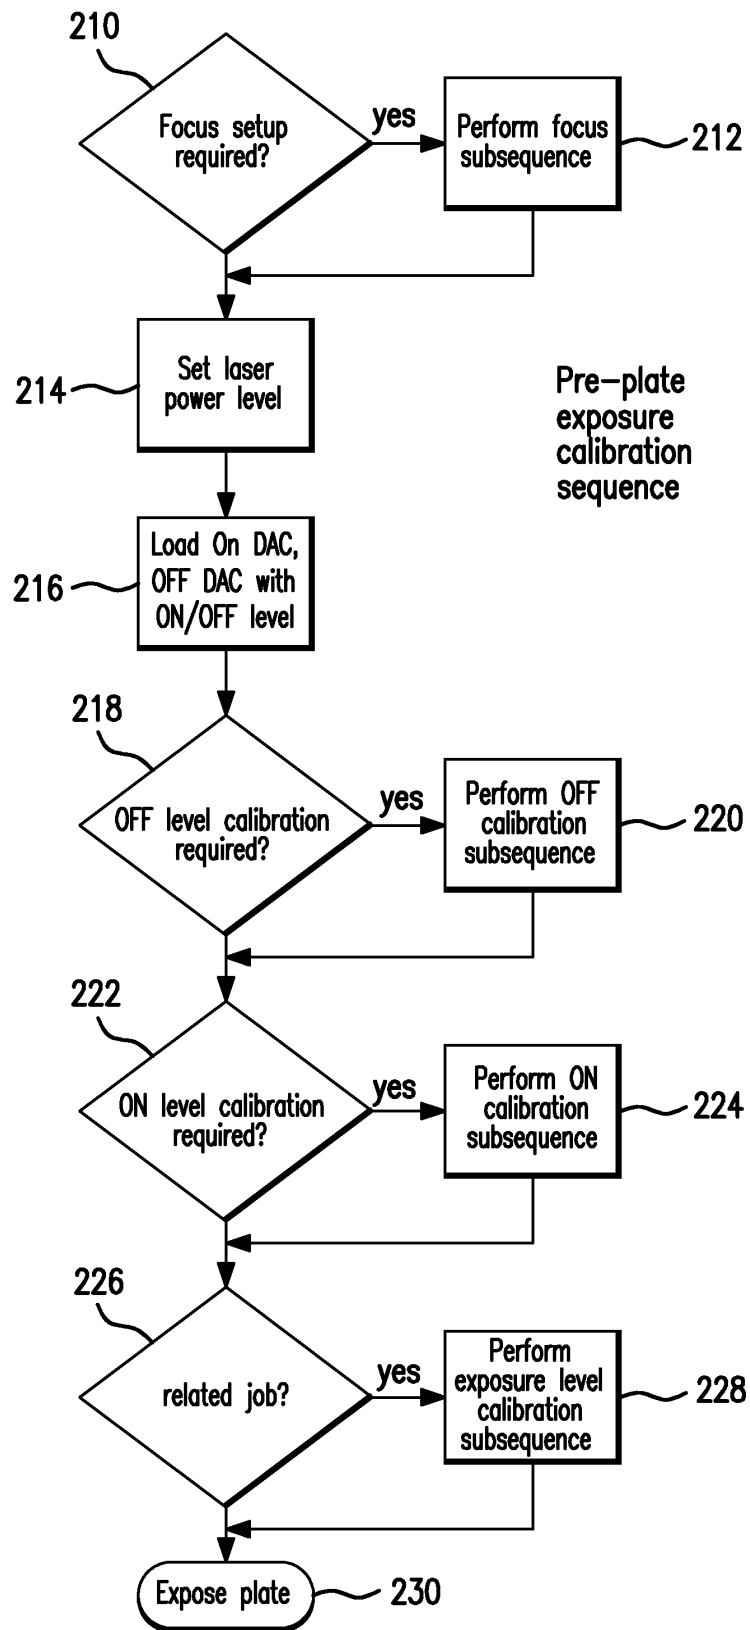 210
Focus setup
required?
yes
Perform focus
subsequence
212
Set laser
power level
214
Pre-plate
exposure
calibration
sequence
Load On DAC,
OFF DAC with
ON/OFF level
216
218
OFF level calibration
required?
yes
Perform OFF
calibration
subsequence
220
222
ON level calibration
required?
yes
Perform ON
calibration
subsequence
224
226
related job?
yes
Perform
exposure level
calibration
subsequence
228
Expose plate
230